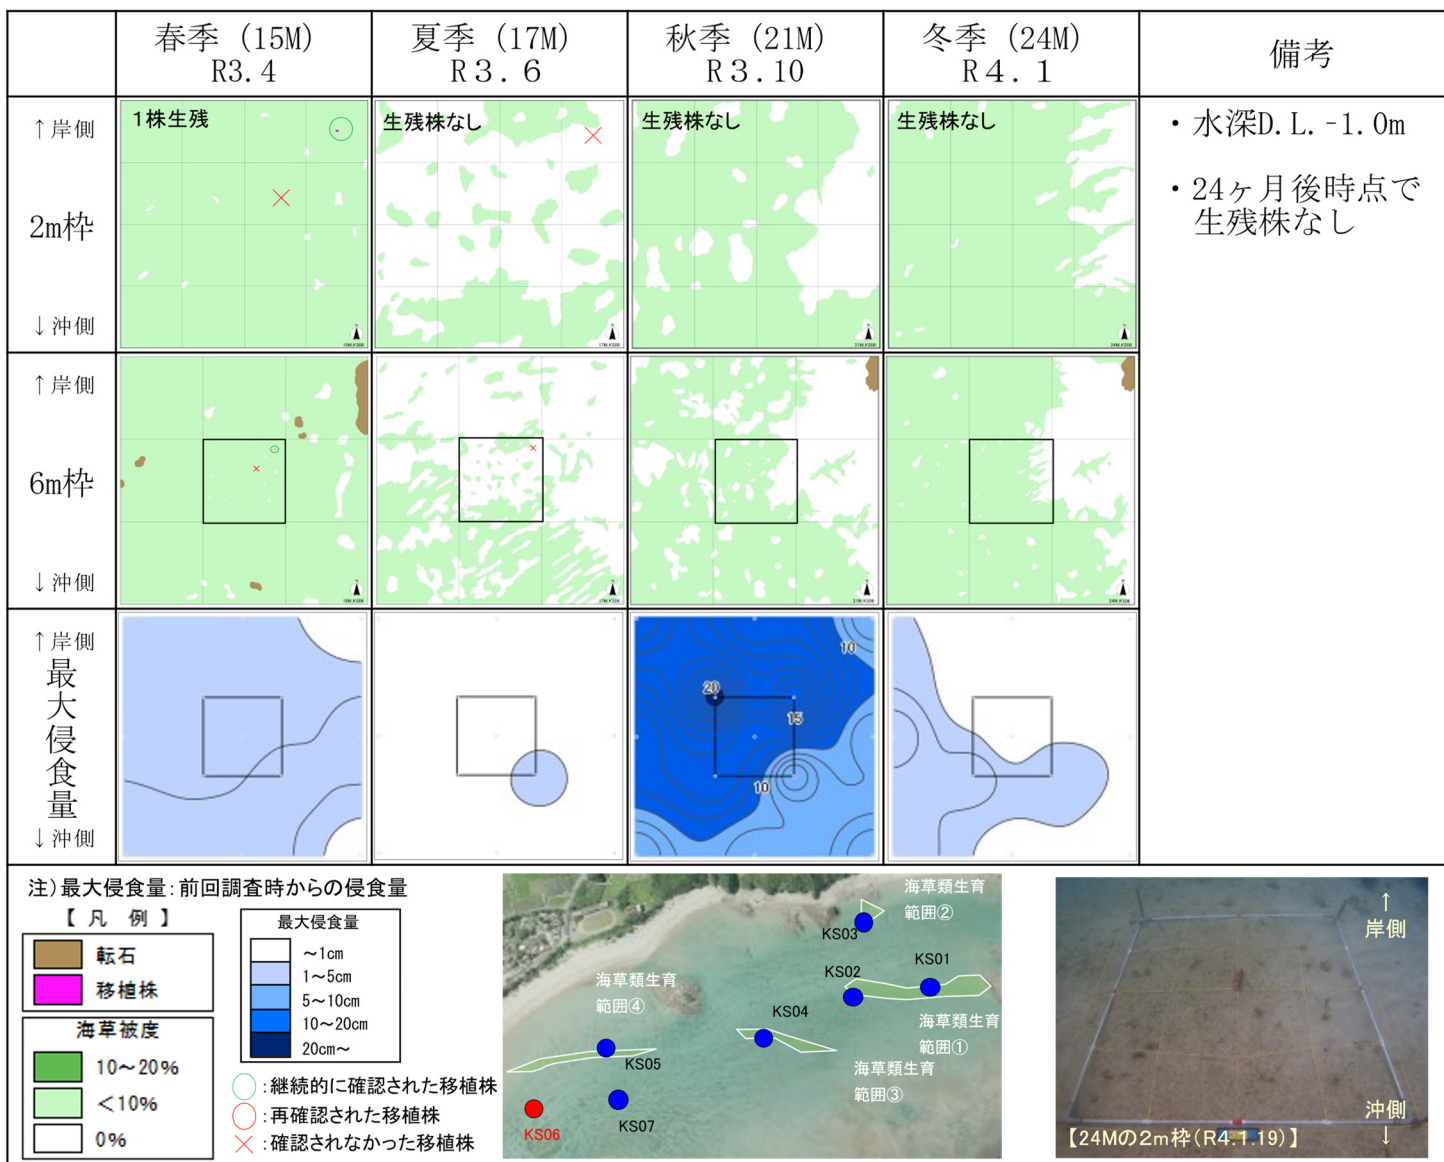 春季 (15M)
R3.4
夏季 (17M)
R３．６
秋季 (21M)
R３．10
冬季 (24M)
R４．１
備考
↑岸側
2m枠
↓沖側
1株生残
生残株なし
生残株なし
生残株なし
・水深D.L.-1.0m
・24ヶ月後時点で
生残株なし
↑岸側
6m枠
↓沖側
↑岸側
最大侵食量
↓沖側
10
20
15
10
注)最大侵食量:前回調査時からの侵食量
【 凡 例 】
転石
移植株
海草被度
10～20%
＜10%
0%
最大侵食量
～1cm
1～5cm
5～10cm
10～20cm
20cm～
:継続的に確認された移植株
:再確認された移植株
:確認されなかった移植株
海草類生育
範囲②
KS03
KS02
KS01
海草類生育
範囲④
KS04
海草類生育
範囲①
KS05
海草類生育
範囲③
KS06
KS07
↑
岸側
沖側
↓
【24Mの2m枠(R4.1.19)】